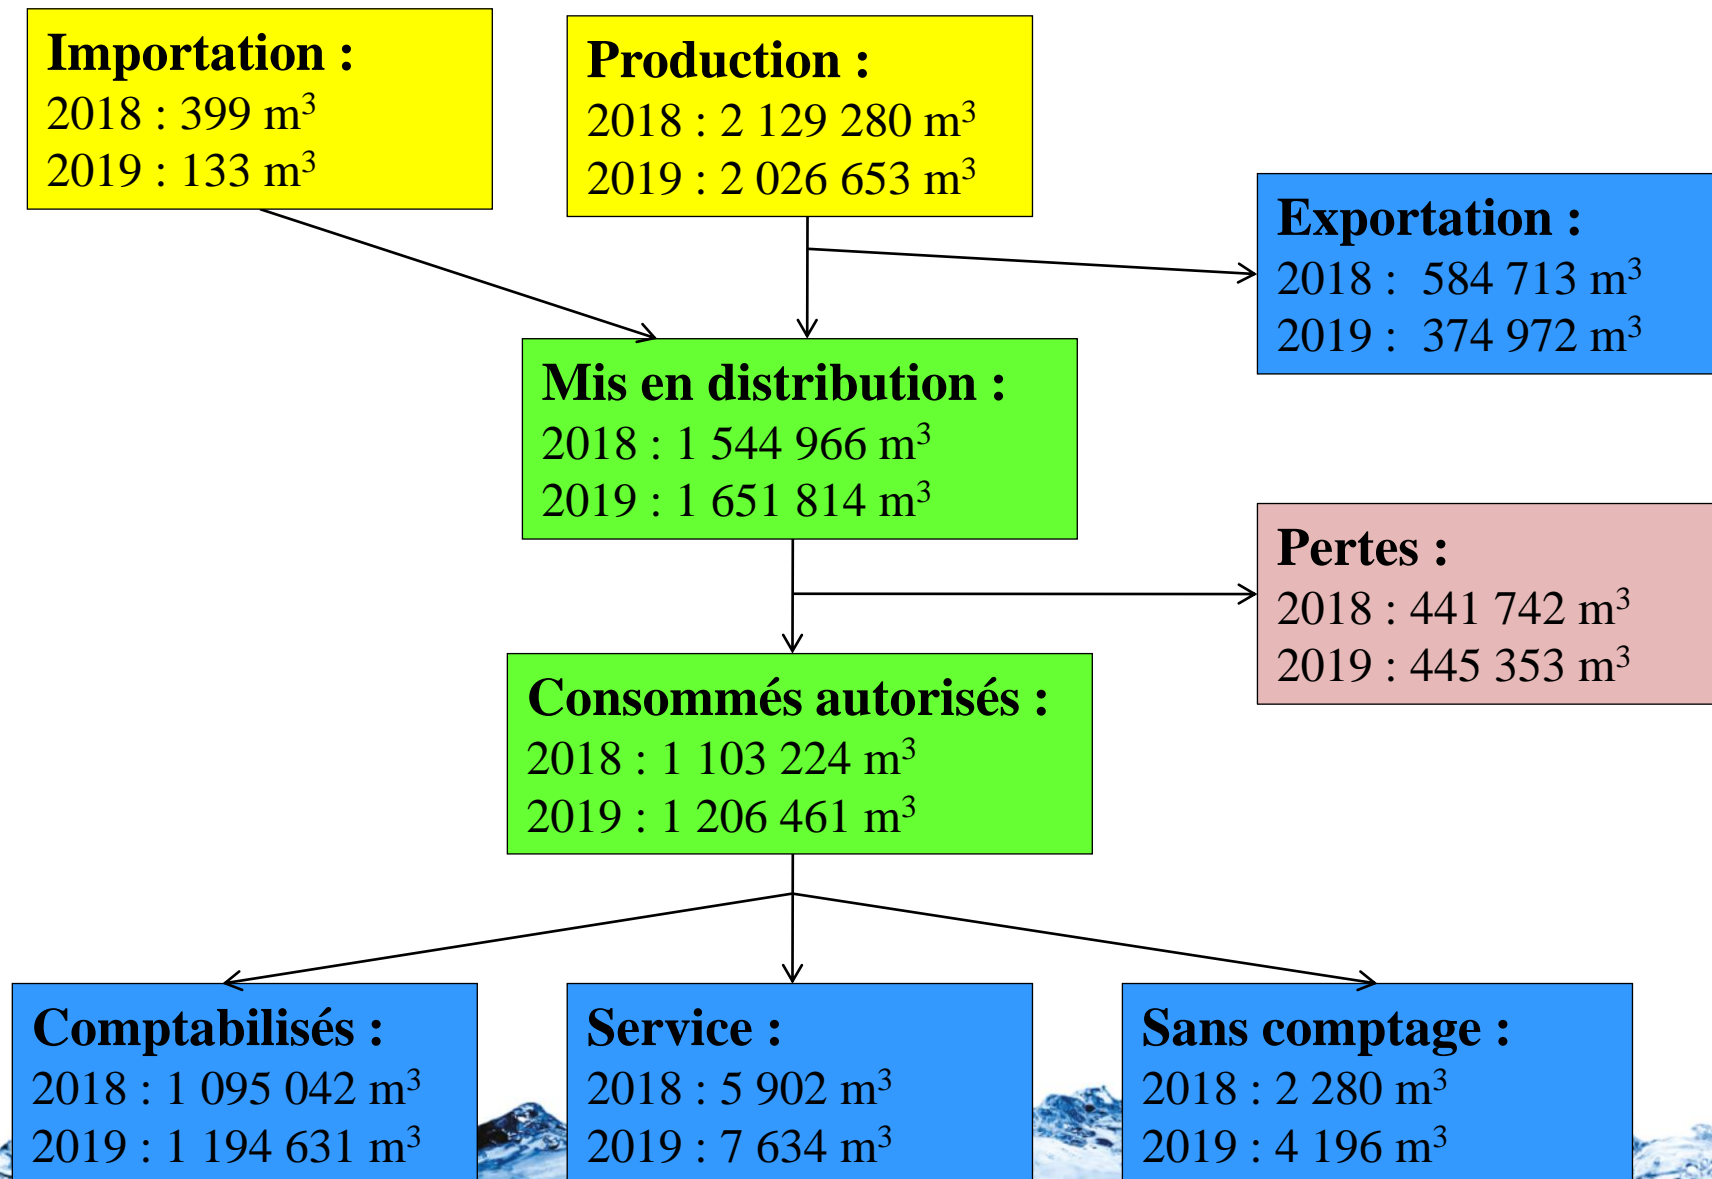 Importation :
2018 : 399 m³
2019 : 133 m³
Production :
2018 : 2 129 280 m³
2019 : 2 026 653 m³
Exportation :
2018 :  584 713 m³
2019 :  374 972 m³
Mis en distribution :
2018 : 1 544 966 m³
2019 : 1 651 814 m³
Pertes :
2018 : 441 742 m³
2019 : 445 353 m³
Consommés autorisés :
2018 : 1 103 224 m³
2019 : 1 206 461 m³
Comptabilisés :
2018 : 1 095 042 m³
2019 : 1 194 631 m³
Service :
2018 : 5 902 m³
2019 : 7 634 m³
Sans comptage :
2018 : 2 280 m³
2019 : 4 196 m³